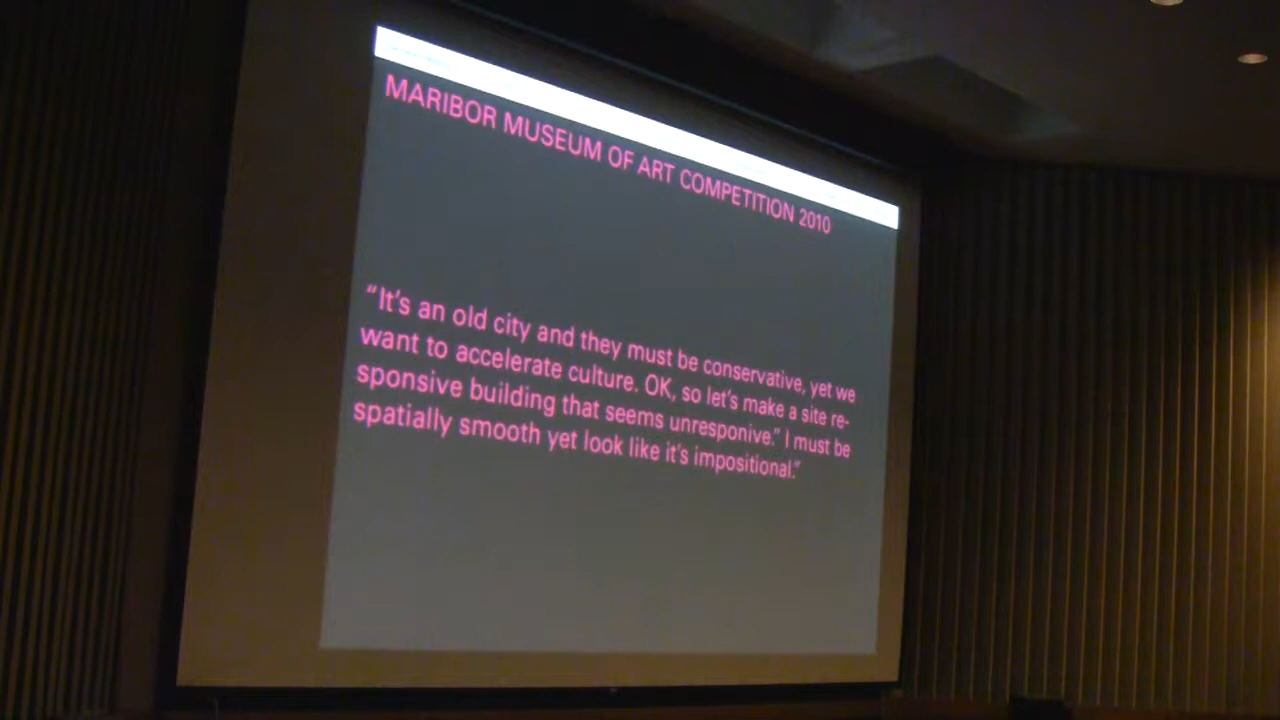 MARIBOR MUSEUM OF ART COMPETITION 2010
“It’s an old city and they must be conservative, yet we
want to accelerate culture. OK, so let’s make a site re-
sponsive building that seems unresponive.” I must be
spatially smooth yet look like it’s impositional.”